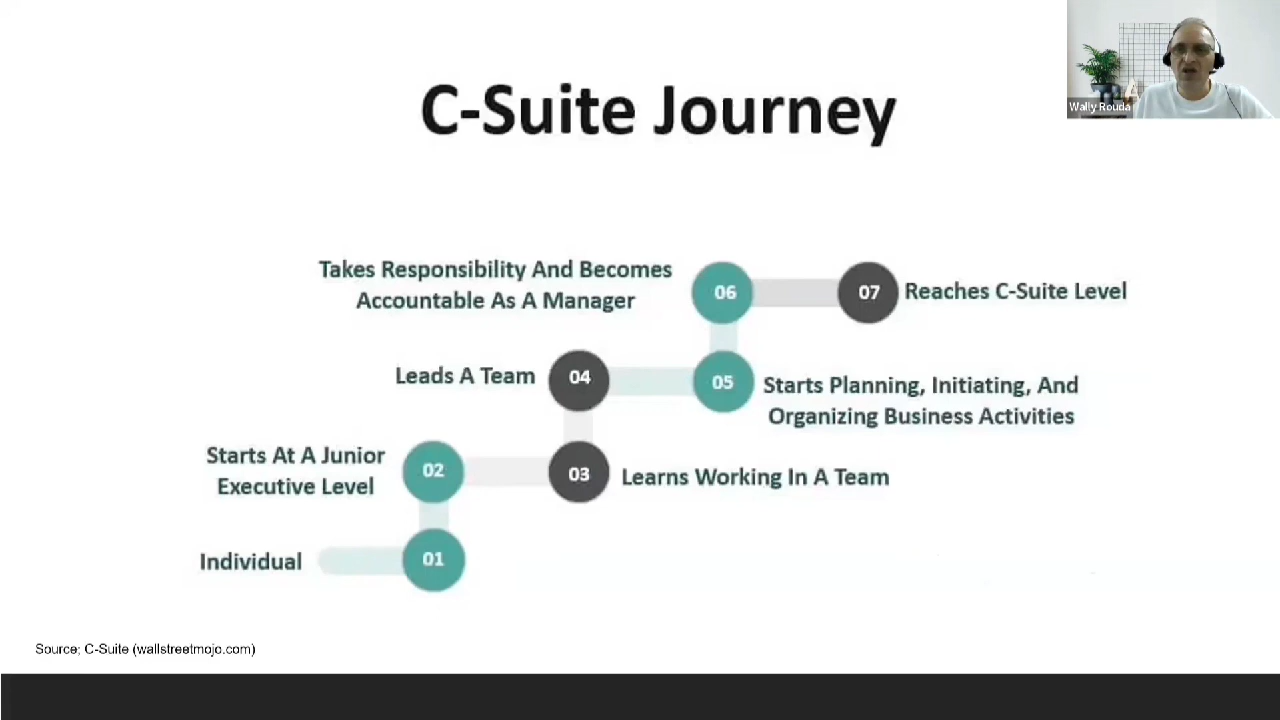 C-Suite Journey
Wally Rouda
Takes Responsibility And Becomes
Accountable As A Manager
06
07
Reaches C-Suite Level
Leads A Team
04
05
Starts Planning, Initiating, And
Organizing Business Activities
Starts At A Junior
Executive Level
02
03
Learns Working In A Team
Individual
01
Source; C-Suite (wallstreetmojo.com)